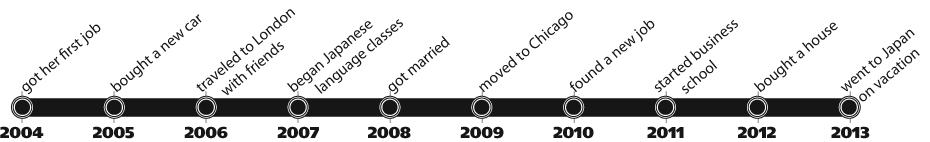 got her first job
bought a new car
traveled to London
with friends
began Japanese
language classes
got married
moved to Chicago
found a new job
started business
school
bought a house
went to Japan
on vacation
2004 2005 2006 2007 2008 2009 2010 2011 2012 2013